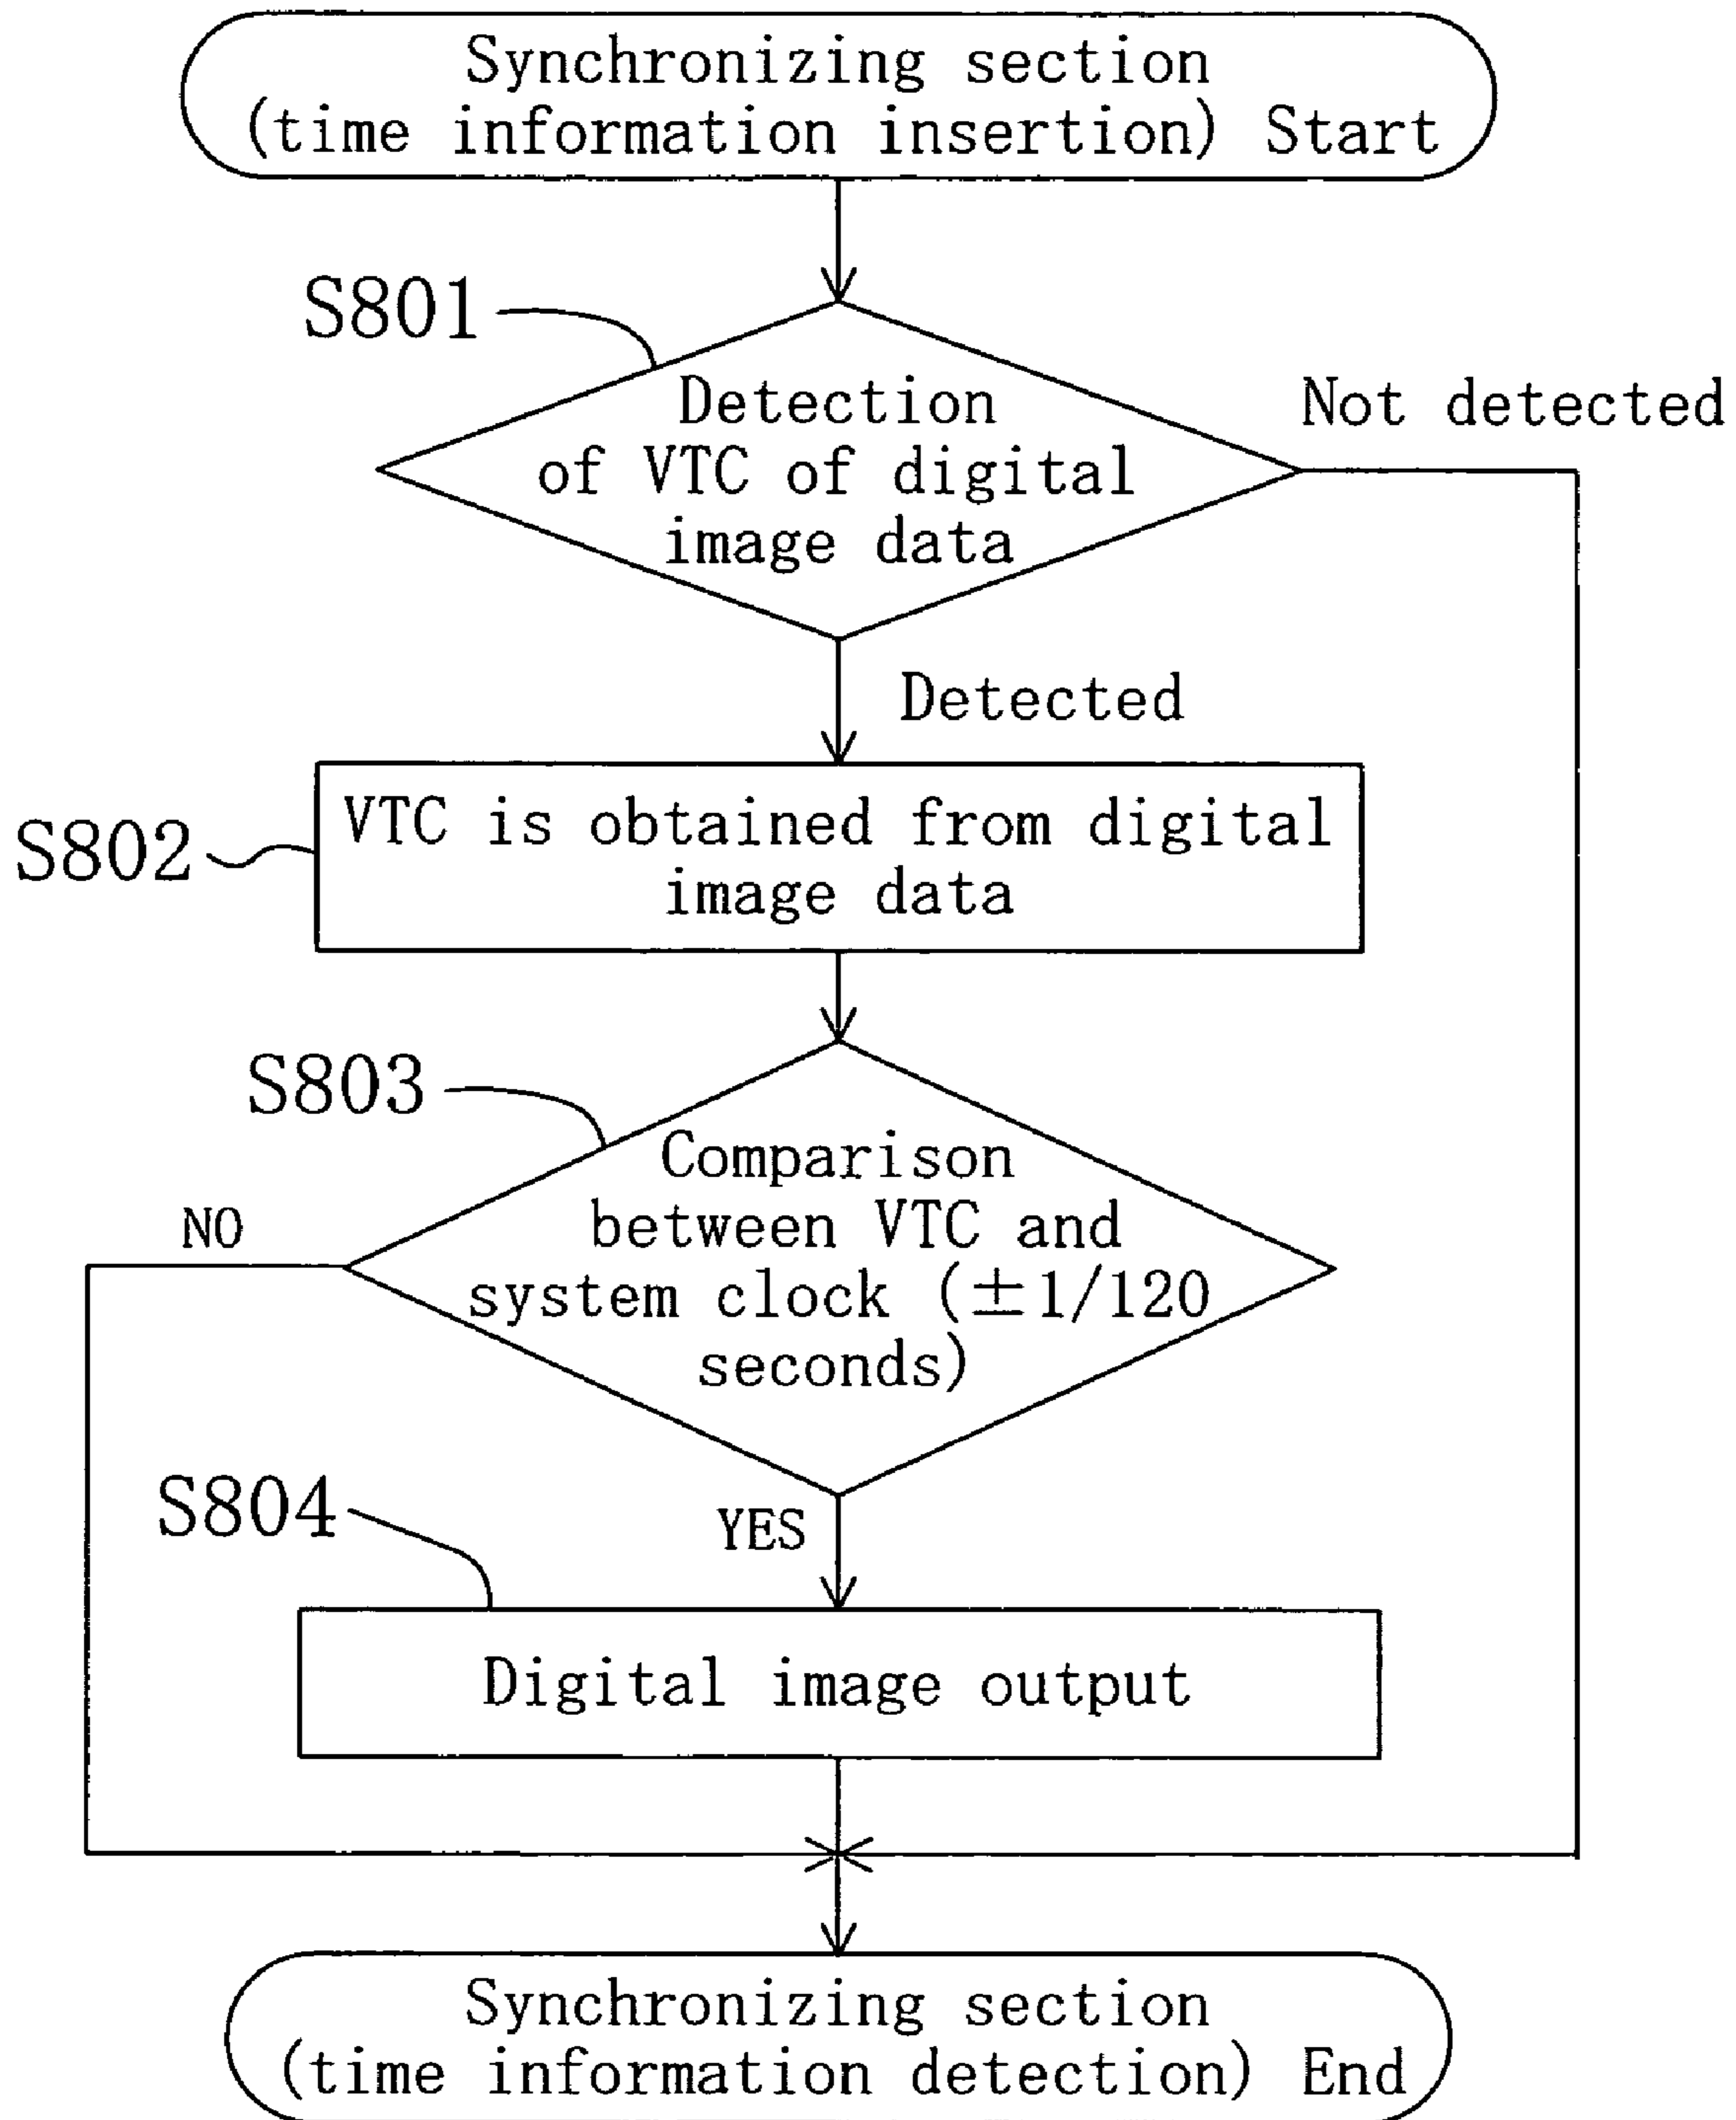 Synchronizing section
(time information insertion) Start
S801
Detection
of VTC of digital
image data
Not detected
Detected
S802
VTC is obtained from digital
image data
S803
Comparison
between VTC and
system clock (±1/120
seconds)
NO
YES
S804
Digital image output
Synchronizing section
(time information detection) End